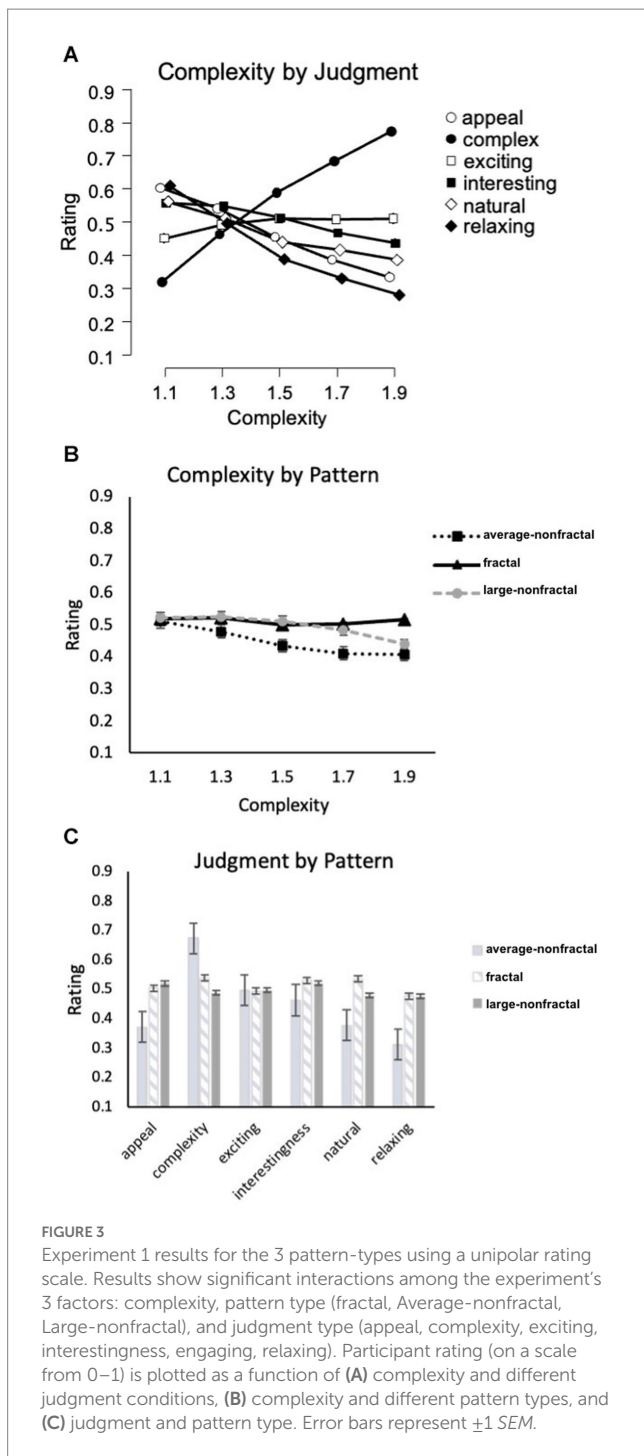 A
Complexity by Judgment
0.9
0.8
0.7
0.6
0.5
0.4
0.3
0.2
0.1
Rating
1.1 1.3 1.5 1.7 1.9
Complexity
appeal
complex
exciting
interesting
natural
relaxing
B
Complexity by Pattern
0.9
0.8
0.7
0.6
0.5
0.4
0.3
0.2
0.1
Rating
1.1 1.3 1.5 1.7 1.9
Complexity
average-nonfractal
fractal
large-nonfractal
C
Judgment by Pattern
0.9
0.8
0.7
0.6
0.5
0.4
0.3
0.2
0.1
Rating
appeal complexity exciting interestingness natural relaxing
average-nonfractal
fractal
large-nonfractal
FIGURE 3
Experiment 1 results for the 3 pattern-types using a unipolar rating
scale. Results show significant interactions among the experiment's
3 factors: complexity, pattern type (fractal, Average-nonfractal,
Large-nonfractal), and judgment type (appeal, complexity, exciting,
interestingness, engaging, relaxing). Participant rating (on a scale
from 0–1) is plotted as a function of (A) complexity and different
judgment conditions, (B) complexity and different pattern types, and
(C) judgment and pattern type. Error bars represent ±1 SEM.